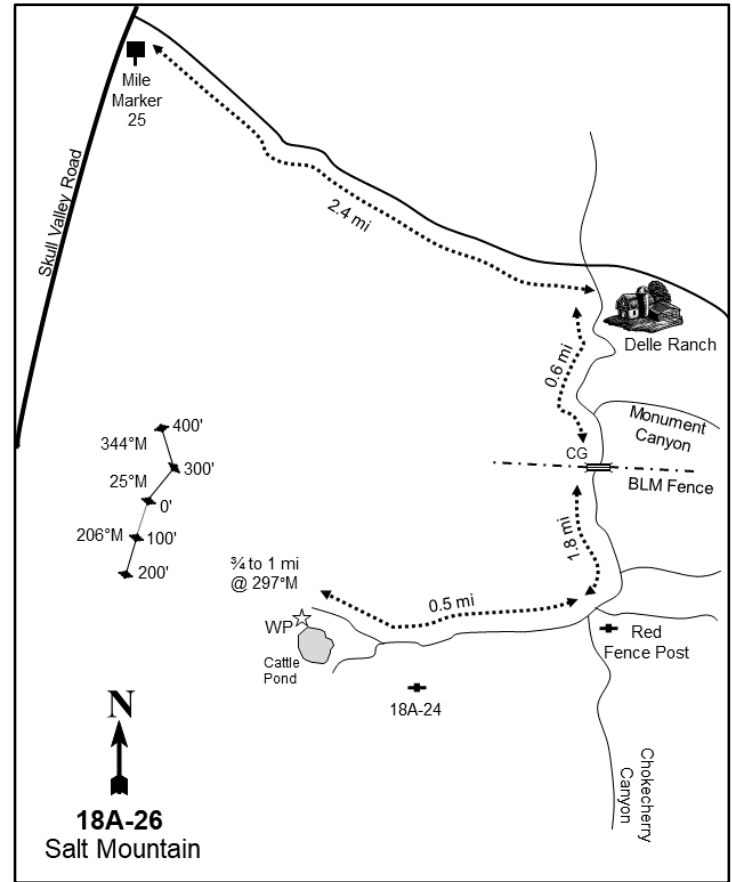 Mile
Marker
25
Skull Valley Road
2.4 mi
Delle Ranch
0.6 mi
Monument
Canyon
CG
BLM Fence
400'
344°M
300'
25°M
0'
206°M
100'
200'
1.8 mi
¾ to 1 mi
@ 297°M
0.5 mi
WP
Cattle
Pond
Red
Fence Post
18A-24
Chokecherry
Canyon
N
18A-26
Salt Mountain